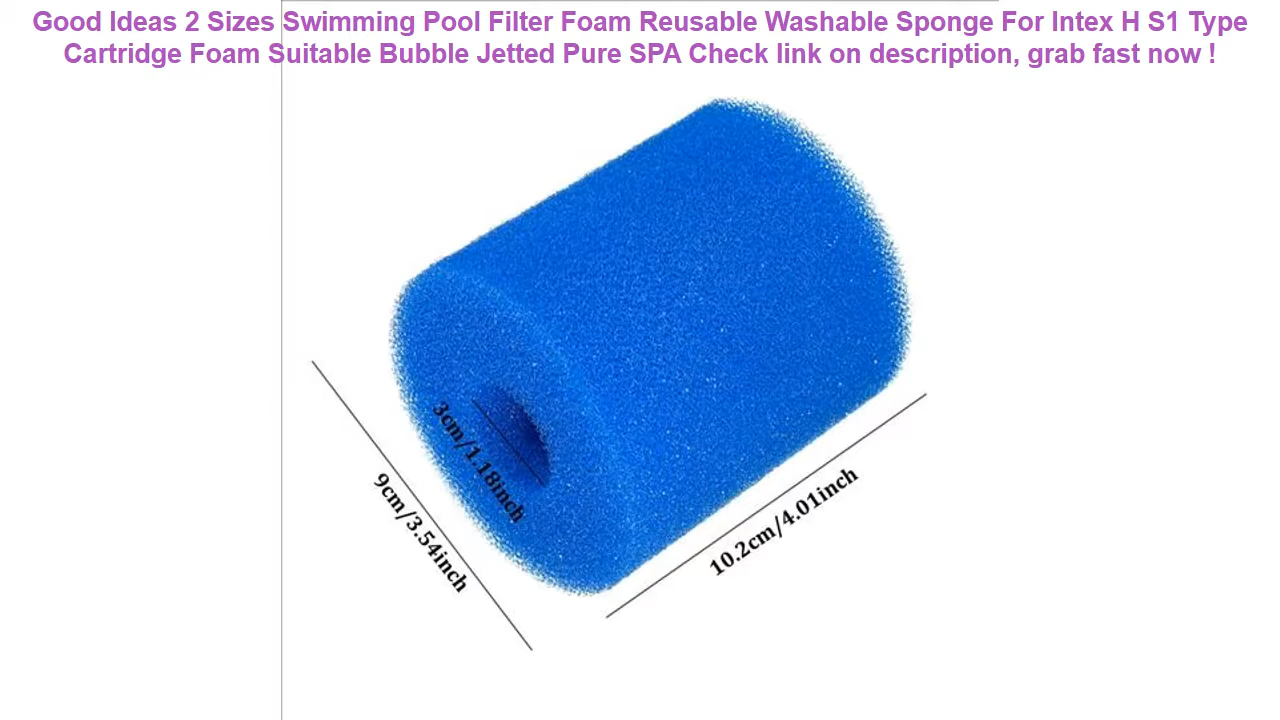 Good Ideas 2 Sizes Swimming Pool Filter Foam Reusable Washable Sponge For Intex H S1 Type
Cartridge Foam Suitable Bubble Jetted Pure SPA Check link on description, grab fast now !
3cm/1.18inch
9cm/3.54inch
10.2cm/4.01inch